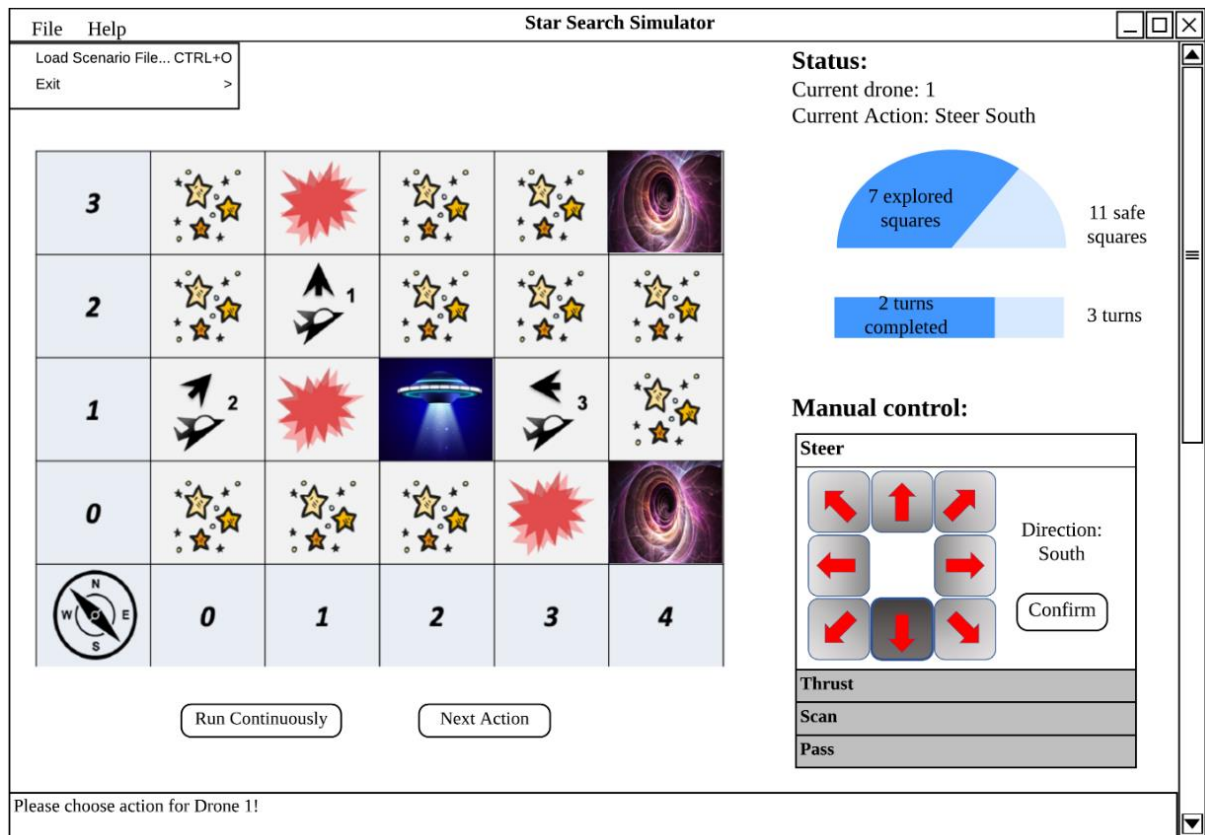 Star Search Simulator
File Help
Load Scenario File... CTRL+O
Exit >
Status:
Current drone: 1
Current Action: Steer South
7 explored
squares
11 safe
squares
2 turns
completed
3 turns
3
2
1
1
2
3
0
N
W E
S
0 1 2 3 4
Run Continuously Next Action
Manual control:
Steer
Direction:
South
Confirm
Thrust
Scan
Pass
Please choose action for Drone 1!